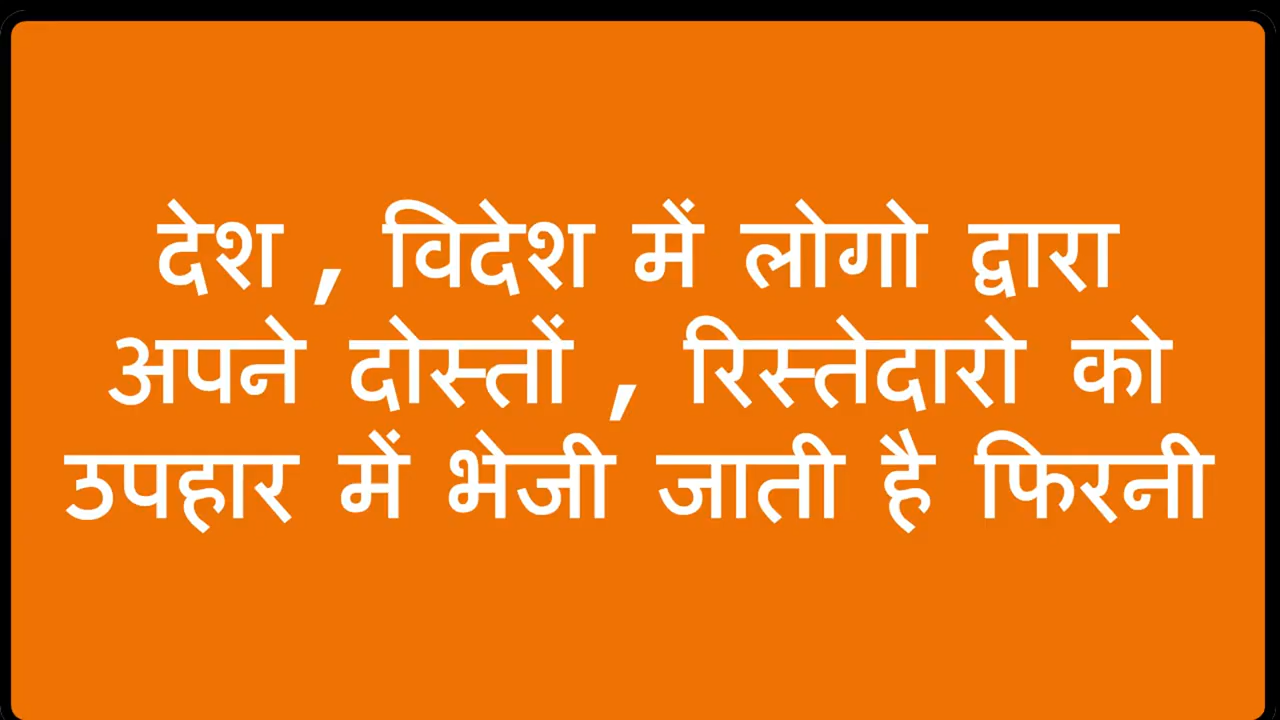 देश , विदेश में लोगो द्वारा
अपने दोस्तों , रिस्तेदारो को
उपहार में भेजी जाती है फिरनी